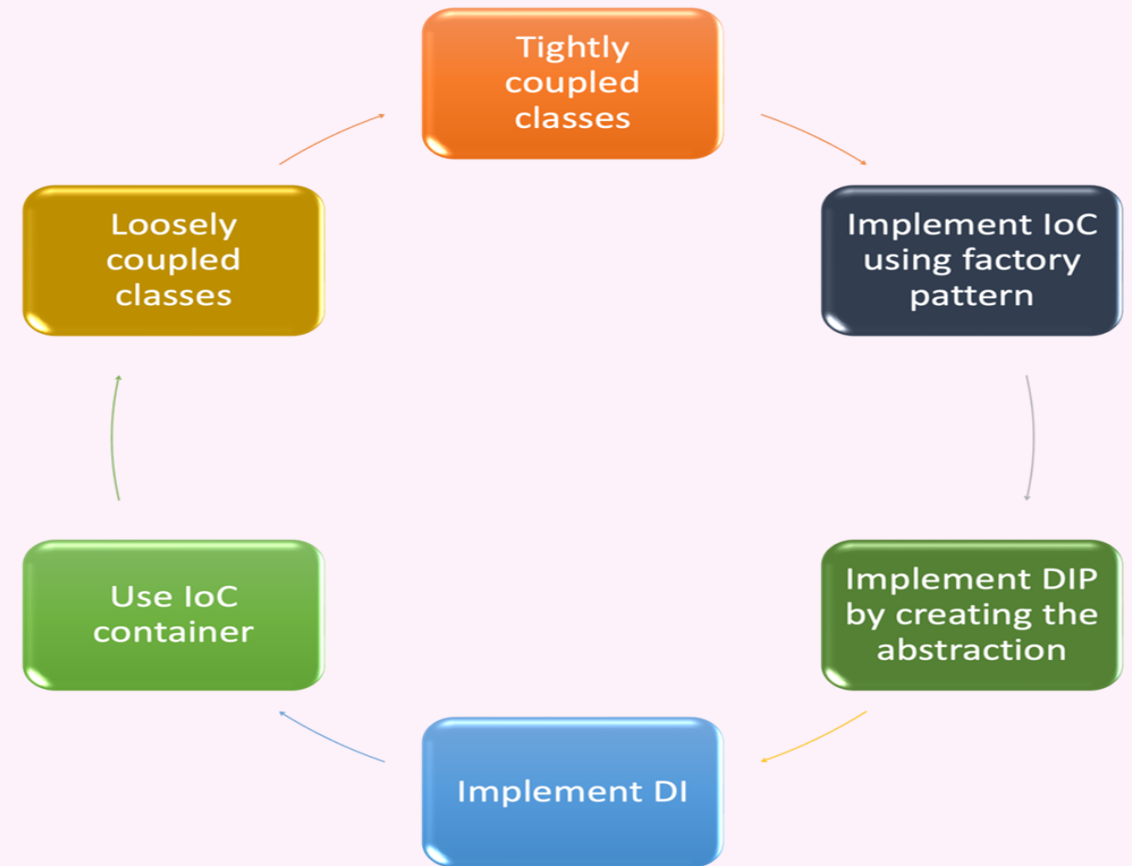 Tightly
coupled
classes
Implement IoC
using factory
pattern
Implement DIP
by creating the
abstraction
Implement DI
Use IoC
container
Loosely
coupled
classes